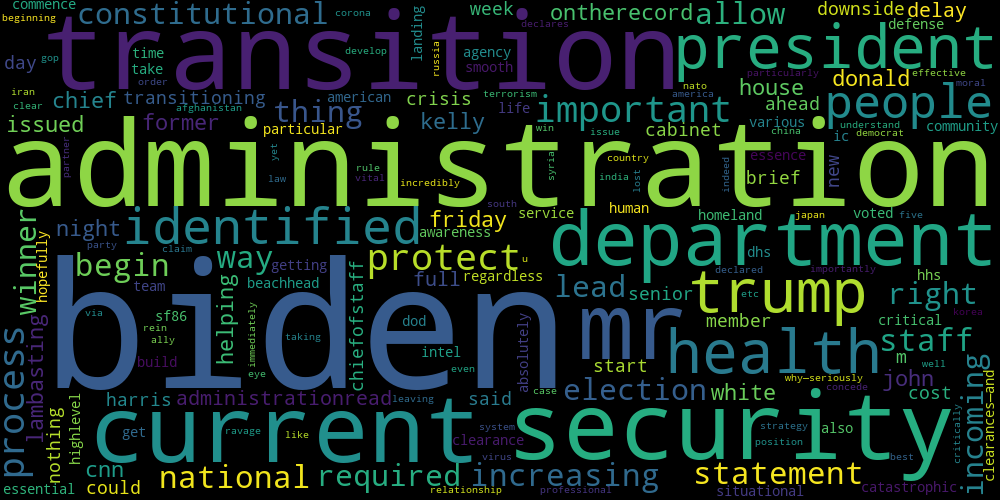 commence
beginning
constitutional
corona
declares
week
ontherecord
allow
downside
delay
defense
transition
president
day
gop
time
take
develop
landing
russia
agency
smooth
particularly
nato
effective
moral
iran
order
terrorism
america
donald
house
clear
chief
transitioning
afghanistan
american
crisis
life
important
ahead
people
issued
former
thing
particular
kelly
win
issue
cabinet
various
china
understand
democrat
ic
community
administration
partner
yet
law
rule
vital
incredibly
syria
country
india
lost
indeed
essence
brief
new
human
south
winner
hopefully
night
party
identified
claim
friday
awareness
service
homeland
japan
voted
five
department
dhs
begin
team
way
getting
beachhead
protect
full
regardless
u
declared
importantly
hhs
biden
via
rein
ally
sf86
build
helping
immediately
eye
taking
chiefofstaff
dod
intel
even
absolutely
mr
lead
senior
trump
etc
member
right
critical
korea
health
staff
m
well
start
case
why—seriously
concede
john
process
lambasting
nothing
highlevel
harris
administrationread
leaving
said
election
white
cost
incoming
clearances—and
current
get
ravage
like
system
clearance
virus
security
strategy
position
also
best
critically
cnn
could
essential
national
required
relationship
increasing
professional
statement
situational
catastrophic